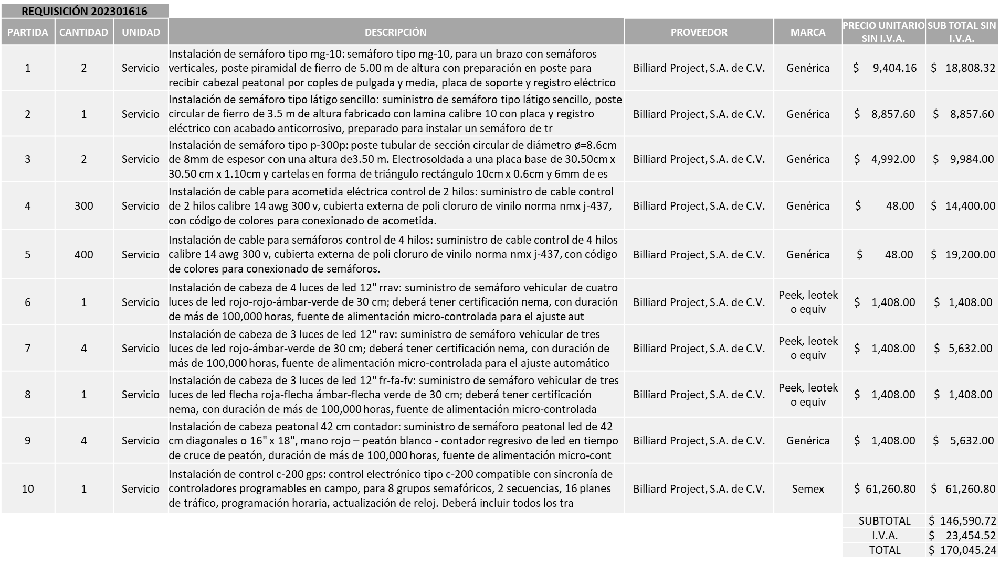 REQUISICIÓN 202301616
PARTIDA CANTIDAD UNIDAD DESCRIPCIÓN PROVEEDOR MARCA PRECIO UNITARIO SIN I.V.A. SUB TOTAL SIN I.V.A.
1 2 Servicio
Instalación de semáforo tipo mg-10: semáforo tipo mg-10, para un brazo con semáforos
verticales, poste piramidal de fierro de 5.00 m de altura con preparación en poste para
recibir cabezal peatonal por coples de pulgada y media, placa de soporte y registro eléctrico
Billiard Project, S.A. de C.V. Genérica $ 9,404.16 $ 18,808.32
2 1 Servicio
Instalación de semáforo tipo látigo sencillo: suministro de semáforo tipo látigo sencillo, poste
circular de fierro de 3.5 m de altura fabricado con lamina calibre 10 con placa y registro
eléctrico con acabado anticorrosivo, preparado para instalar un semáforo de tr
Billiard Project, S.A. de C.V. Genérica $ 8,857.60 $ 8,857.60
3 2 Servicio
Instalación de semáforo tipo p-300p: poste tubular de sección circular de diámetro ø=8.6cm
de 8mm de espesor con una altura de3.50 m. Electrosoldada a una placa base de 30.50cm x
30.50 cm x 1.10cm y cartelas en forma de triángulo rectángulo 10cm x 0.6cm y 6mm de es
Billiard Project, S.A. de C.V. Genérica $ 4,992.00 $ 9,984.00
4 300 Servicio
Instalación de cable para acometida eléctrica control de 2 hilos: suministro de cable control
de 2 hilos calibre 14 awg 300 v, cubierta externa de poli cloruro de vinilo norma nmx j-437,
con código de colores para conexionado de acometida.
Billiard Project, S.A. de C.V. Genérica $ 48.00 $ 14,400.00
5 400 Servicio
Instalación de cable para semáforos control de 4 hilos: suministro de cable control de 4 hilos
calibre 14 awg 300 v, cubierta externa de poli cloruro de vinilo norma nmx j-437, con código
de colores para conexionado de semáforos.
Billiard Project, S.A. de C.V. Genérica $ 48.00 $ 19,200.00
6 1 Servicio
Instalación de cabeza de 4 luces de led 12" rrav: suministro de semáforo vehicular de cuatro
luces de led rojo-rojo-ámbar-verde de 30 cm; deberá tener certificación nema, con duración
de más de 100,000 horas, fuente de alimentación micro-controlada para el ajuste aut
Billiard Project, S.A. de C.V. Peek, leotek o equiv $ 1,408.00 $ 1,408.00
7 4 Servicio
Instalación de cabeza de 3 luces de led 12" rav: suministro de semáforo vehicular de tres
luces de led rojo-ámbar-verde de 30 cm; deberá tener certificación nema, con duración de
más de 100,000 horas, fuente de alimentación micro-controlada para el ajuste automático
Billiard Project, S.A. de C.V. Peek, leotek o equiv $ 1,408.00 $ 5,632.00
8 1 Servicio
Instalación de cabeza de 3 luces de led 12" fr-fa-fv: suministro de semáforo vehicular de tres
luces de led flecha roja-flecha ámbar-flecha verde de 30 cm; deberá tener certificación
nema, con duración de más de 100,000 horas, fuente de alimentación micro-controlada
Billiard Project, S.A. de C.V. Peek, leotek o equiv $ 1,408.00 $ 1,408.00
9 4 Servicio
Instalación de cabeza peatonal 42 cm contador: suministro de semáforo peatonal led de 42
cm diagonales o 16" x 18", mano rojo – peatón blanco - contador regresivo de led en tiempo
de cruce de peatón, duración de más de 100,000 horas, fuente de alimentación micro-cont
Billiard Project, S.A. de C.V. Genérica $ 1,408.00 $ 5,632.00
10 1 Servicio
Instalación de control c-200 gps: control electrónico tipo c-200 compatible con sincronía de
controladores programables en campo, para 8 grupos semafóricos, 2 secuencias, 16 planes
de tráfico, programación horaria, actualización de reloj. Deberá incluir todos los tra
Billiard Project, S.A. de C.V. Semex $ 61,260.80 $ 61,260.80
SUBTOTAL $ 146,590.72
I.V.A. $ 23,454.52
TOTAL $ 170,045.24